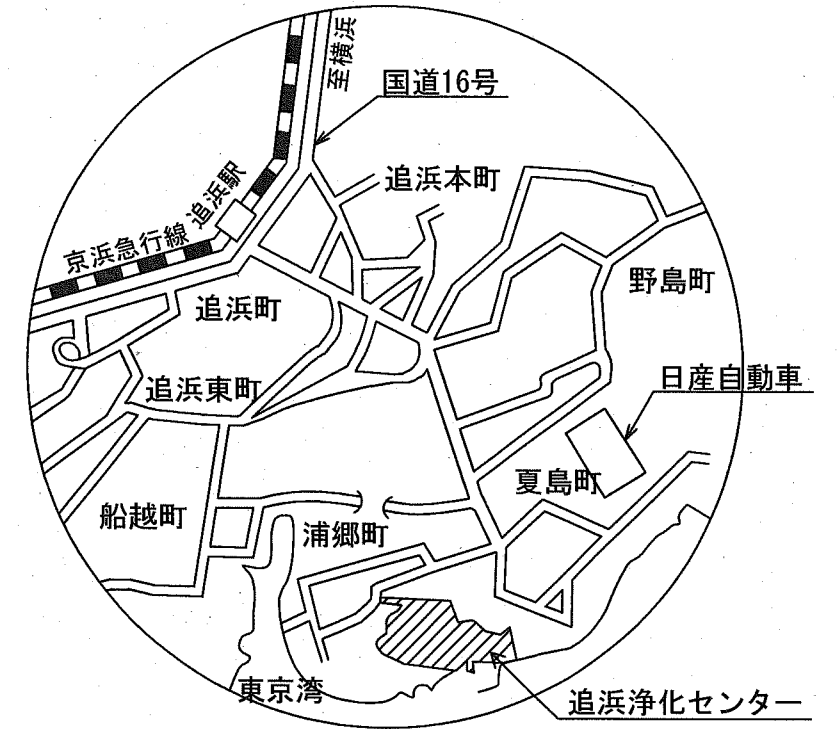 至横浜
国道16号
追浜本町
追浜駅
京浜急行線
野島町
追浜町
日産自動車
追浜東町
夏島町
船越町
浦郷町
東京湾
追浜浄化センター